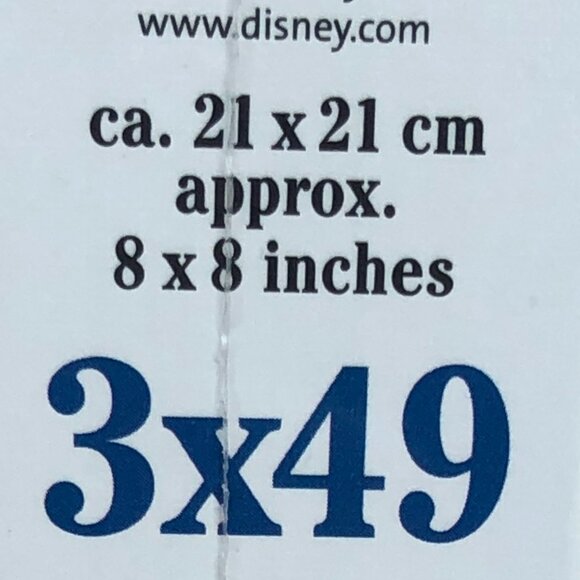 www.disney.com
ca. 21 x 21 cm
approx.
8 x 8 inches
3x49